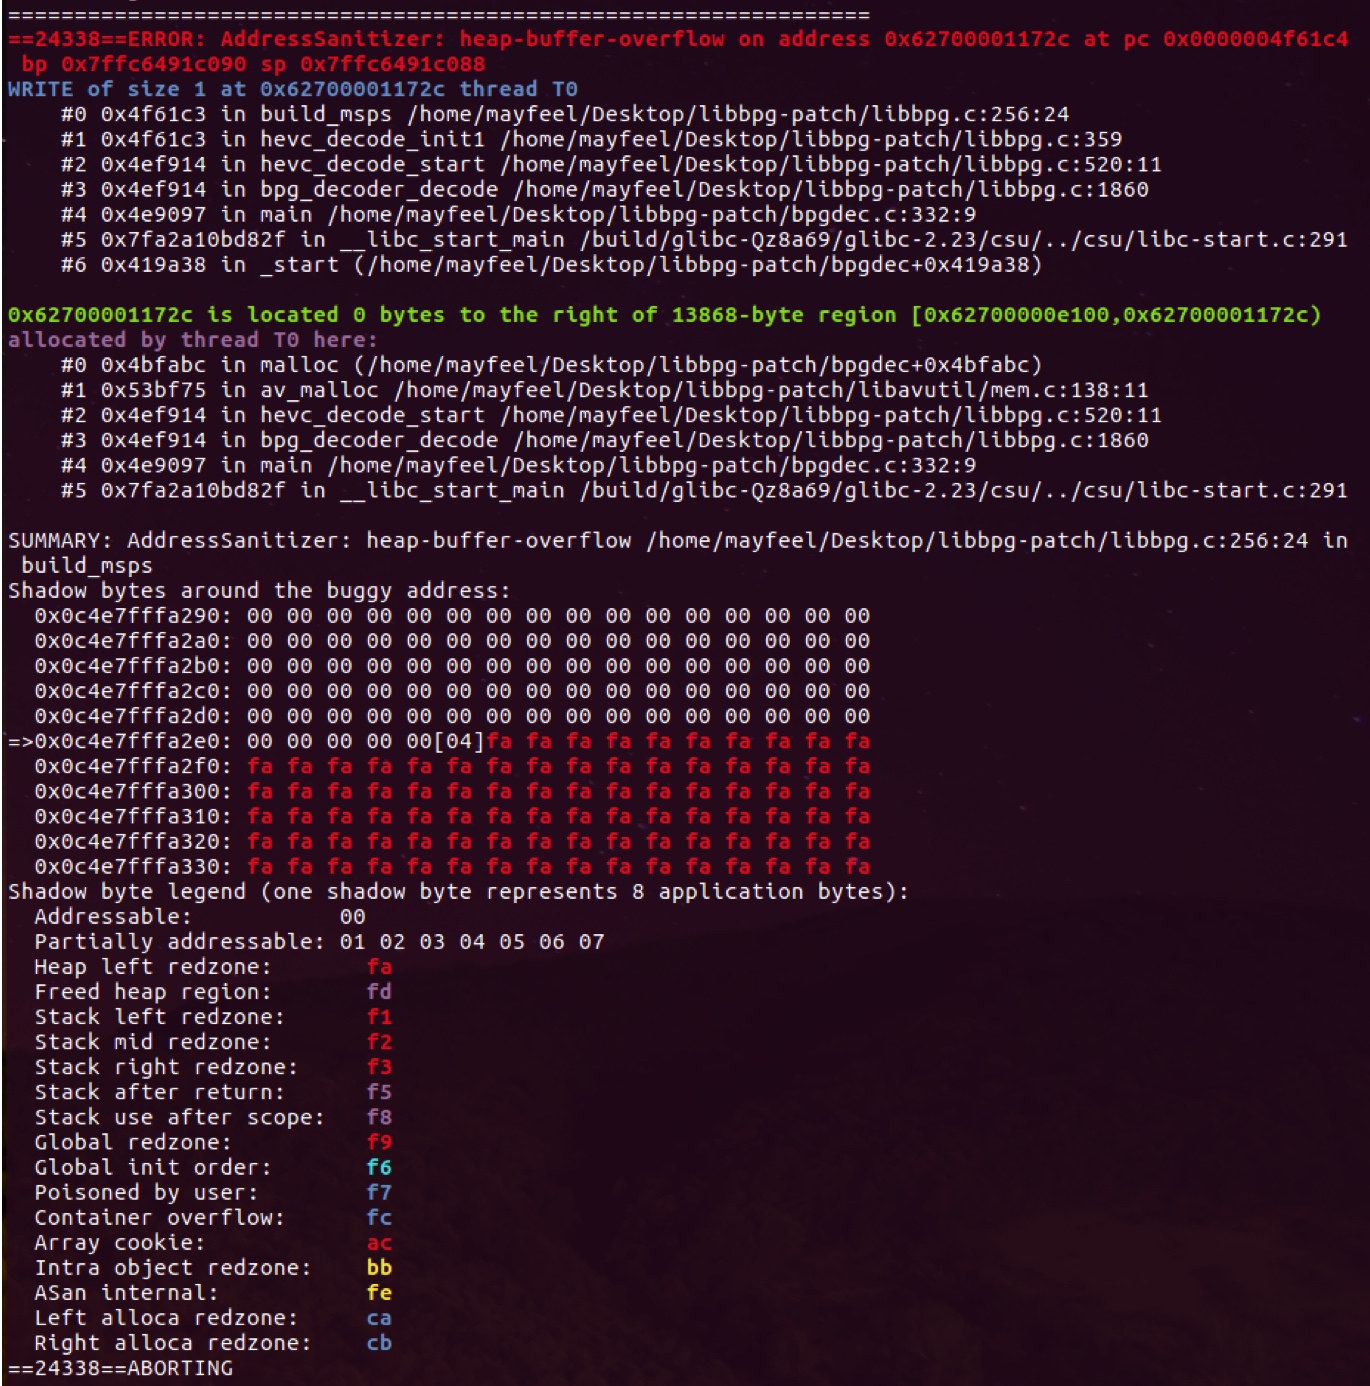 =================================================================
==24338==ERROR: AddressSanitizer: heap-buffer-overflow on address 0x62700001172c at pc 0x0000004f61c4
 bp 0x7ffc6491c090 sp 0x7ffc6491c088
WRITE of size 1 at 0x62700001172c thread T0
    #0 0x4f61c3 in build_msps /home/mayfeel/Desktop/libbpg-patch/libbpg.c:256:24
    #1 0x4f61c3 in hevc_decode_init1 /home/mayfeel/Desktop/libbpg-patch/libbpg.c:359
    #2 0x4ef914 in hevc_decode_start /home/mayfeel/Desktop/libbpg-patch/libbpg.c:520:11
    #3 0x4ef914 in bpg_decoder_decode /home/mayfeel/Desktop/libbpg-patch/libbpg.c:1860
    #4 0x4e9097 in main /home/mayfeel/Desktop/libbpg-patch/bpgdec.c:332:9
    #5 0x7fa2a10bd82f in __libc_start_main /build/glibc-Qz8a69/glibc-2.23/csu/../csu/libc-start.c:291
    #6 0x419a38 in _start (/home/mayfeel/Desktop/libbpg-patch/bpgdec+0x419a38)

0x62700001172c is located 0 bytes to the right of 13868-byte region [0x62700000e100,0x62700001172c)
allocated by thread T0 here:
    #0 0x4bfabc in malloc (/home/mayfeel/Desktop/libbpg-patch/bpgdec+0x4bfabc)
    #1 0x53bf75 in av_malloc /home/mayfeel/Desktop/libbpg-patch/libavutil/mem.c:138:11
    #2 0x4ef914 in hevc_decode_start /home/mayfeel/Desktop/libbpg-patch/libbpg.c:520:11
    #3 0x4ef914 in bpg_decoder_decode /home/mayfeel/Desktop/libbpg-patch/libbpg.c:1860
    #4 0x4e9097 in main /home/mayfeel/Desktop/libbpg-patch/bpgdec.c:332:9
    #5 0x7fa2a10bd82f in __libc_start_main /build/glibc-Qz8a69/glibc-2.23/csu/../csu/libc-start.c:291

SUMMARY: AddressSanitizer: heap-buffer-overflow /home/mayfeel/Desktop/libbpg-patch/libbpg.c:256:24 in
 build_msps
Shadow bytes around the buggy address:
  0x0c4e7fffa290: 00 00 00 00 00 00 00 00 00 00 00 00 00 00 00 00
  0x0c4e7fffa2a0: 00 00 00 00 00 00 00 00 00 00 00 00 00 00 00 00
  0x0c4e7fffa2b0: 00 00 00 00 00 00 00 00 00 00 00 00 00 00 00 00
  0x0c4e7fffa2c0: 00 00 00 00 00 00 00 00 00 00 00 00 00 00 00 00
  0x0c4e7fffa2d0: 00 00 00 00 00 00 00 00 00 00 00 00 00 00 00 00
=>0x0c4e7fffa2e0: 00 00 00 00 00[04]fa fa fa fa fa fa fa fa fa fa
  0x0c4e7fffa2f0: fa fa fa fa fa fa fa fa fa fa fa fa fa fa fa fa
  0x0c4e7fffa300: fa fa fa fa fa fa fa fa fa fa fa fa fa fa fa fa
  0x0c4e7fffa310: fa fa fa fa fa fa fa fa fa fa fa fa fa fa fa fa
  0x0c4e7fffa320: fa fa fa fa fa fa fa fa fa fa fa fa fa fa fa fa
  0x0c4e7fffa330: fa fa fa fa fa fa fa fa fa fa fa fa fa fa fa fa
Shadow byte legend (one shadow byte represents 8 application bytes):
  Addressable:           00
  Partially addressable: 01 02 03 04 05 06 07
  Heap left redzone:       fa
  Freed heap region:       fd
  Stack left redzone:      f1
  Stack mid redzone:       f2
  Stack right redzone:     f3
  Stack after return:      f5
  Stack use after scope:   f8
  Global redzone:          f9
  Global init order:       f6
  Poisoned by user:        f7
  Container overflow:      fc
  Array cookie:            ac
  Intra object redzone:    bb
  ASan internal:           fe
  Left alloca redzone:     ca
  Right alloca redzone:    cb
==24338==ABORTING